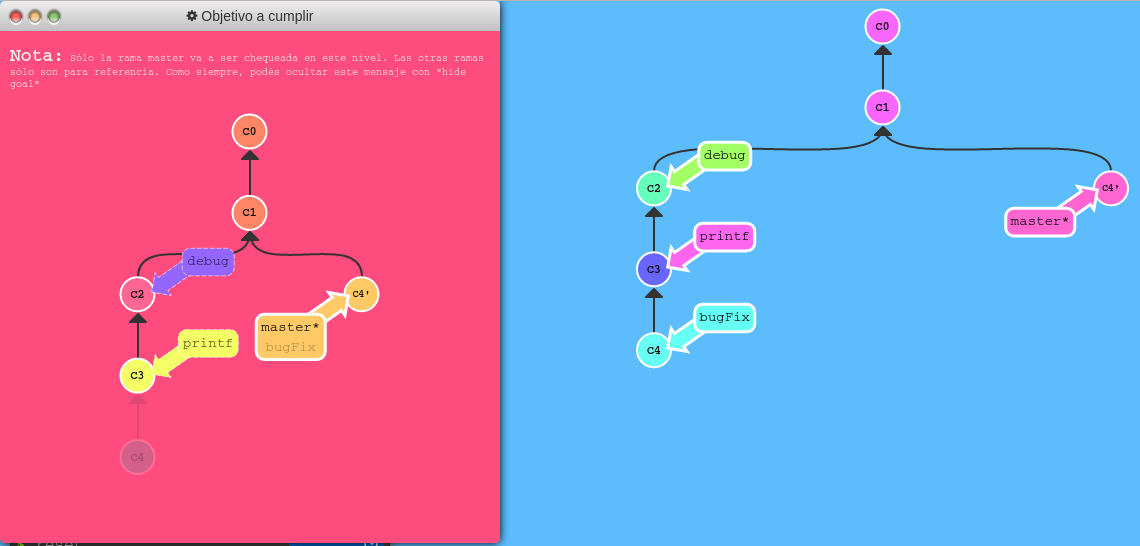 Objetivo a cumplir
Nota: Sólo la rama master va a ser chequeada en este nivel. Las otras ramas
sólo son para referencia. Como siempre, podés ocultar este mensaje con "hide
goal"
c0
c1
debug
c2
c4'
master*
bugFix
printf
c3
c4
c0
c1
debug
c2
c4'
master*
printf
c3
bugFix
c4